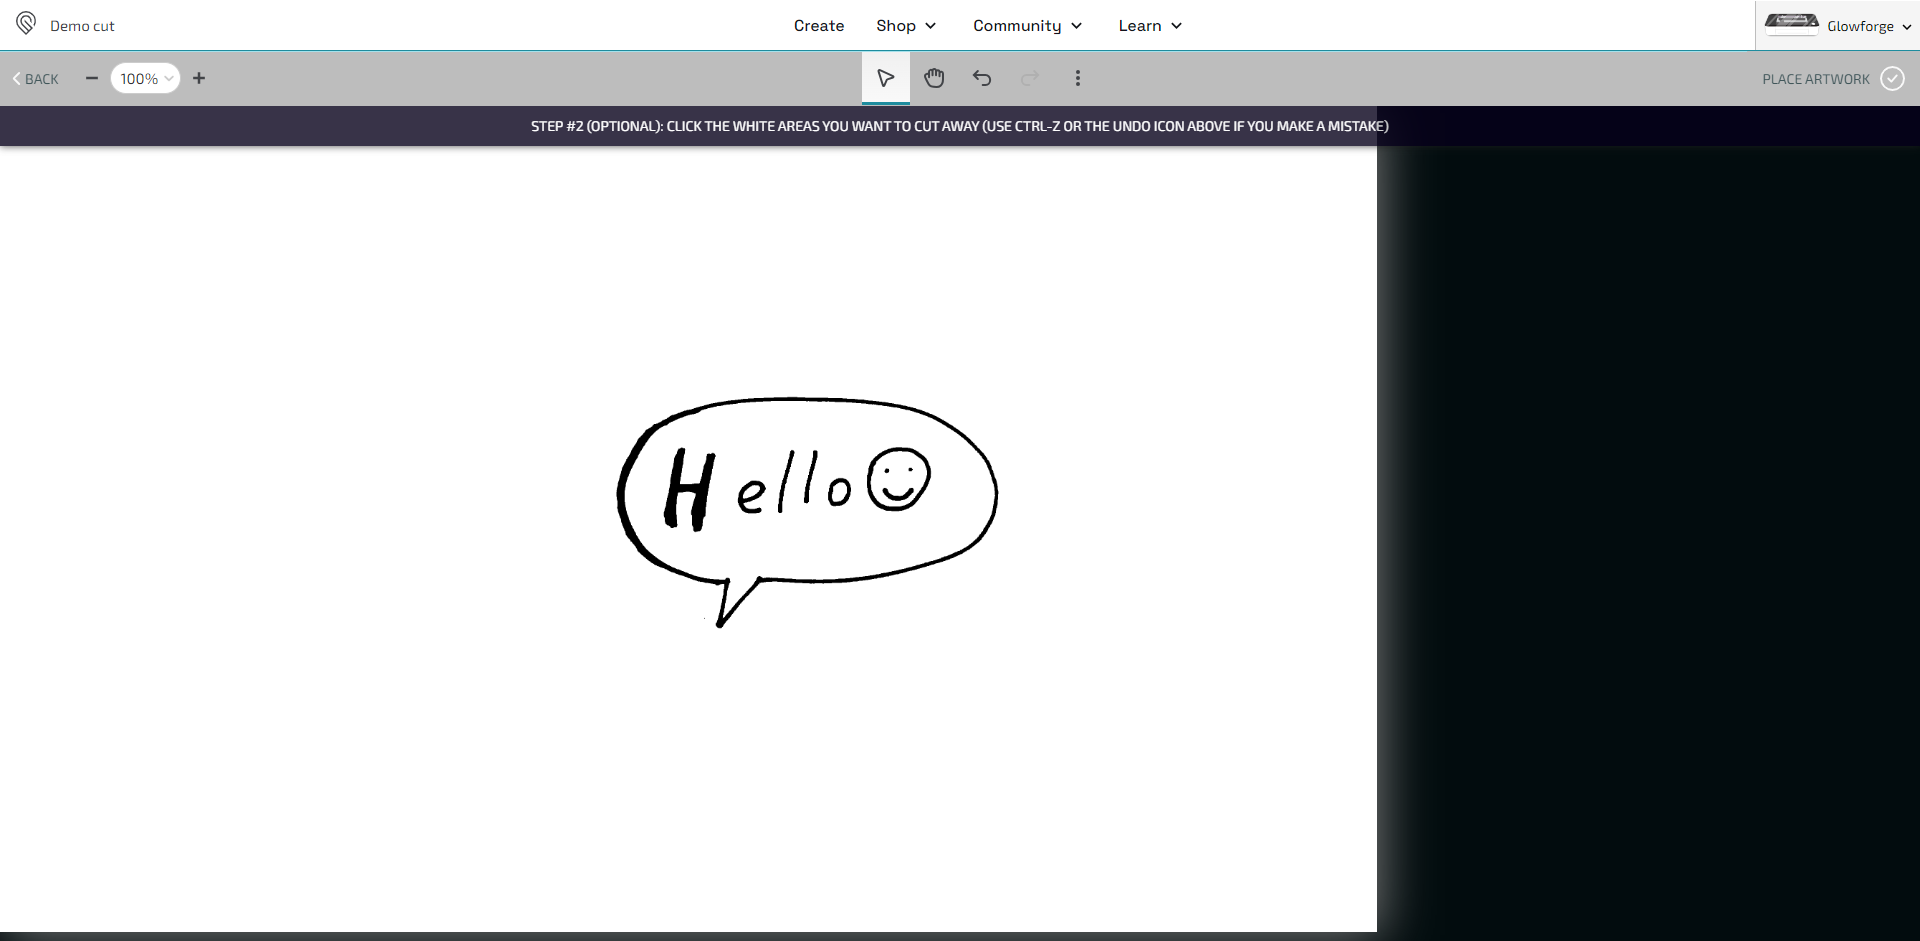 Demo cut
Create Shop Community Learn
Glowforge
BACK
100%
PLACE ARTWORK
STEP #2 (OPTIONAL): CLICK THE WHITE AREAS YOU WANT TO CUT AWAY (USE CTRL-Z OR THE UNDO ICON ABOVE IF YOU MAKE A MISTAKE)
Hello